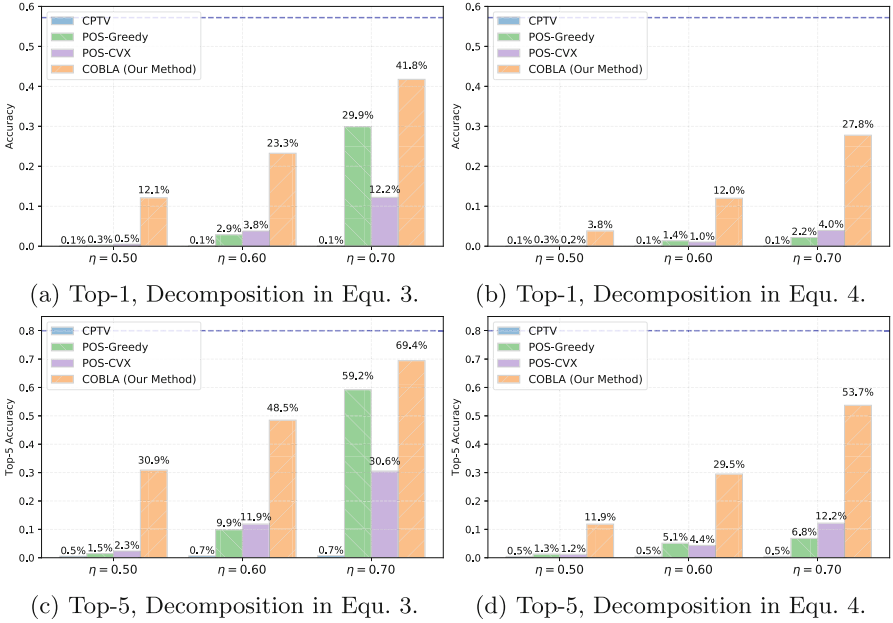 0.6
0.5
0.4
0.3
0.2
0.1
0.0
Accuracy
CPTV
POS-Greedy
POS-CVX
COBLA (Our Method)
0.1% 0.3% 0.5% 12.1%
0.1% 2.9% 3.8% 23.3%
0.1% 29.9% 12.2% 41.8%
η = 0.50 η = 0.60 η = 0.70
(a) Top-1, Decomposition in Equ. 3.
0.6
0.5
0.4
0.3
0.2
0.1
0.0
Accuracy
CPTV
POS-Greedy
POS-CVX
COBLA (Our Method)
0.1% 0.3% 0.2% 3.8%
0.1% 1.4% 1.0% 12.0%
0.1% 2.2% 4.0% 27.8%
η = 0.50 η = 0.60 η = 0.70
(b) Top-1, Decomposition in Equ. 4.
0.8
0.7
0.6
0.5
0.4
0.3
0.2
0.1
0.0
Top-5 Accuracy
CPTV
POS-Greedy
POS-CVX
COBLA (Our Method)
0.5% 1.5% 2.3% 30.9%
0.7% 9.9% 11.9% 48.5%
0.7% 59.2% 30.6% 69.4%
η = 0.50 η = 0.60 η = 0.70
(c) Top-5, Decomposition in Equ. 3.
0.8
0.7
0.6
0.5
0.4
0.3
0.2
0.1
0.0
Top-5 Accuracy
CPTV
POS-Greedy
POS-CVX
COBLA (Our Method)
0.5% 1.3% 1.2% 11.9%
0.5% 5.1% 4.4% 29.5%
0.5% 6.8% 12.2% 53.7%
η = 0.50 η = 0.60 η = 0.70
(d) Top-5, Decomposition in Equ. 4.